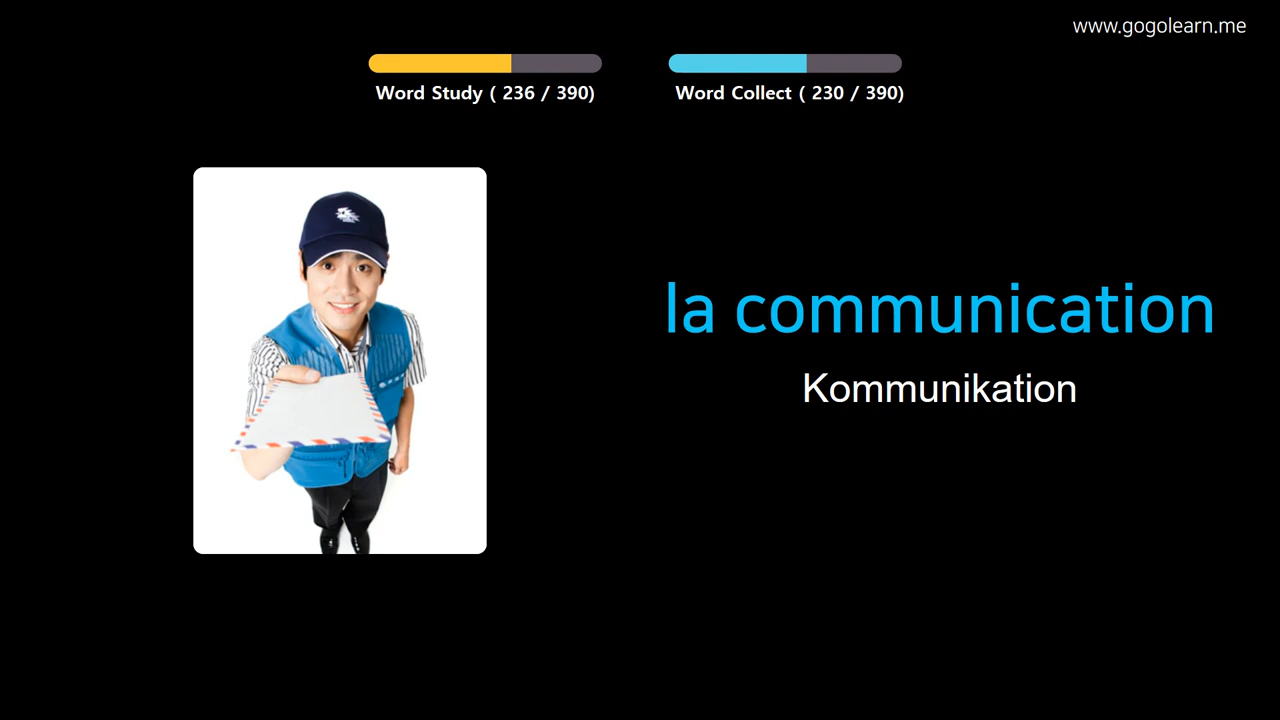 www.gogolearn.me
Word Study ( 236 / 390)
Word Collect ( 230 / 390)
la communication
Kommunikation